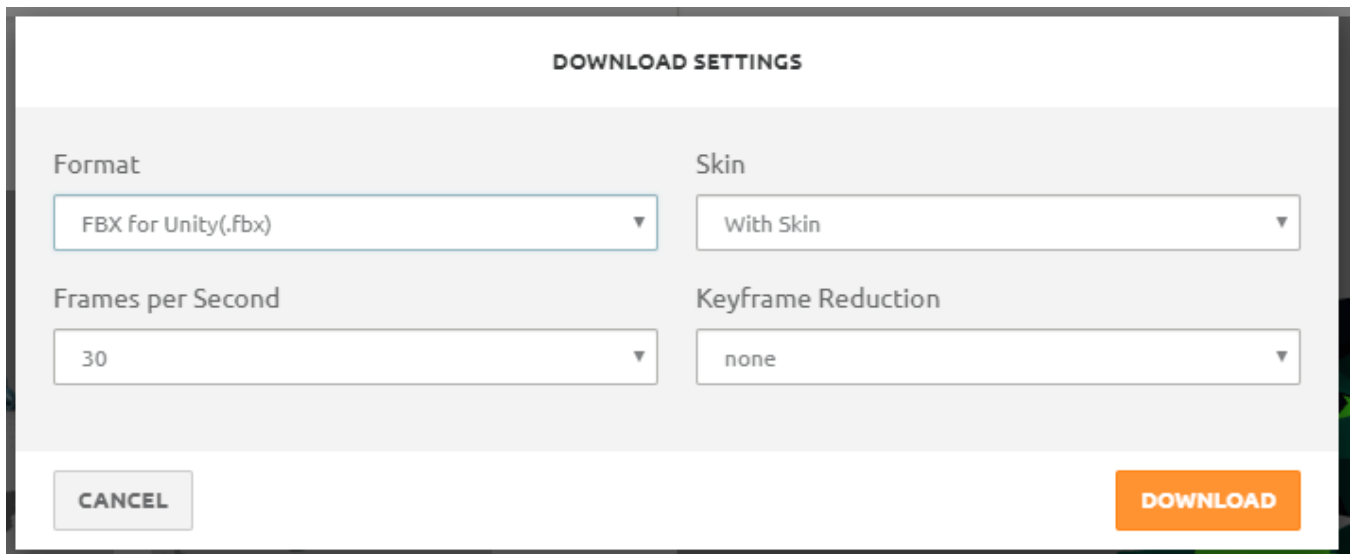 DOWNLOAD SETTINGS
Format
Skin
FBX for Unity(.fbx)
With Skin
Frames per Second
Keyframe Reduction
30
none
CANCEL
DOWNLOAD